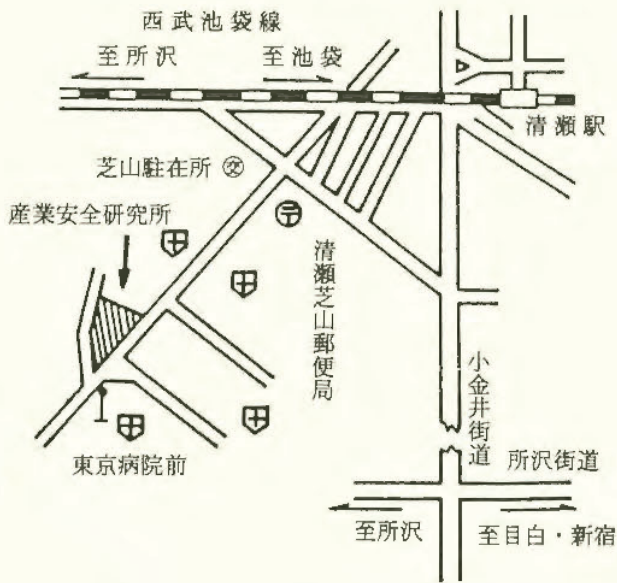 西武池袋線
至所沢
至池袋
清瀬駅
芝山駐在所 交
産業安全研究所
〒
清瀬芝山郵便局
小金井街道
東京病院前
所沢街道
至所沢
至目白・新宿